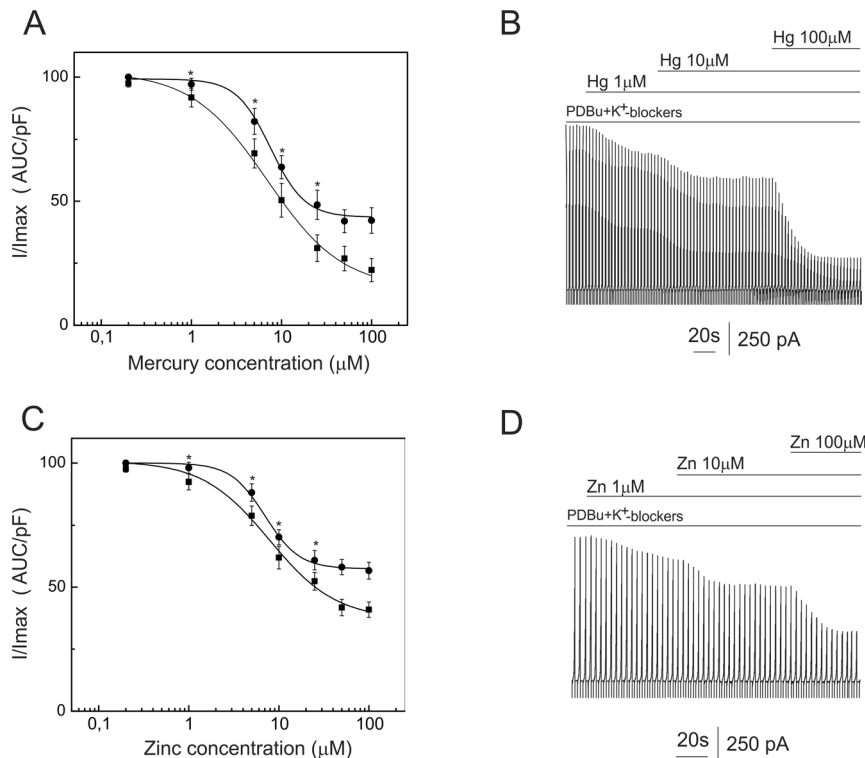 A
I/Imax ( AUC/pF)
100
50
0
0,1
1
10
100
*
*
*
*
Mercury concentration (μM)
B
Hg 100μM
Hg 10μM
Hg 1μM
PDBu+K+-blockers
20s
250 pA
C
I/Imax ( AUC/pF)
100
50
0
0,1
1
10
100
*
*
*
*
Zinc concentration (μM)
D
Zn 100μM
Zn 10μM
Zn 1μM
PDBu+K+-blockers
20s
250 pA